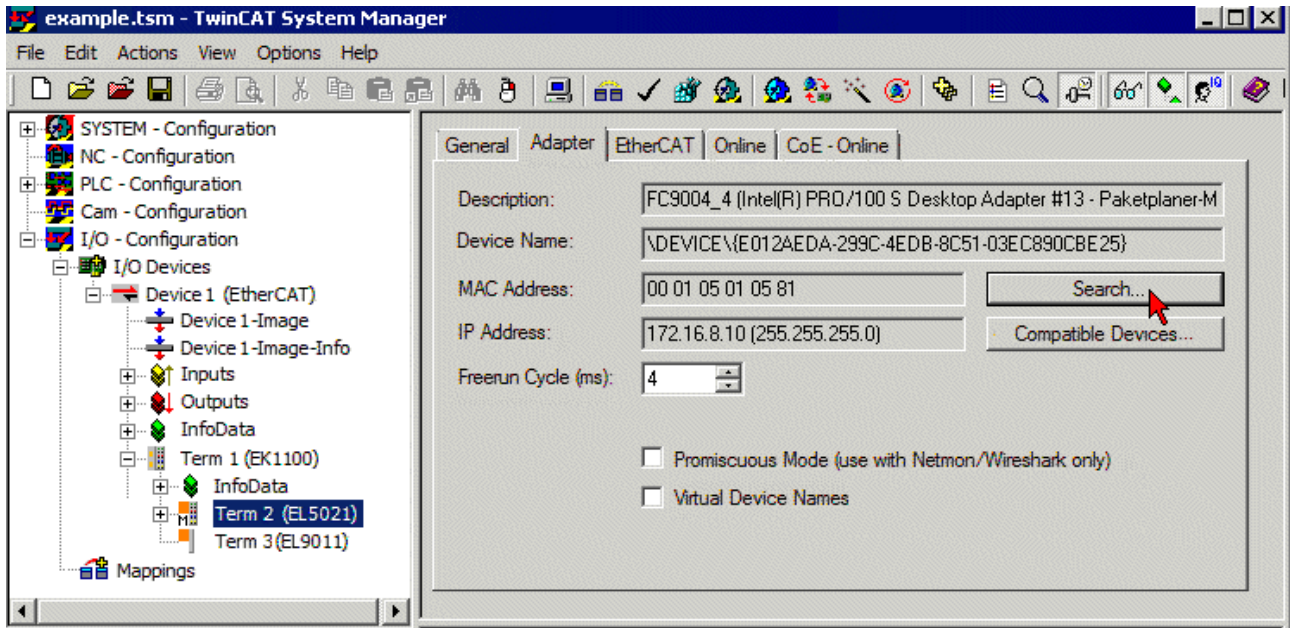 example.tsm - TwinCAT System Manager
File Edit Actions View Options Help
SYSTEM - Configuration
NC - Configuration
PLC - Configuration
Cam - Configuration
I/O - Configuration
I/O Devices
Device 1 (EtherCAT)
Device 1-Image
Device 1-Image-Info
Inputs
Outputs
InfoData
Term 1 (EK1100)
InfoData
Term 2 (EL5021)
Term 3 (EL9011)
Mappings
General Adapter EtherCAT Online CoE - Online
Description: FC9004_4 (Intel(R) PRO/100 S Desktop Adapter #13 - Paketplaner-M
Device Name: \DEVICE\{E012AEDA-299C-4EDB-8C51-03EC890CBE25}
MAC Address: 00 01 05 01 05 81 Search...
IP Address: 172.16.8.10 (255.255.255.0) Compatible Devices...
Freerun Cycle (ms): 4
Promiscuous Mode (use with Netmon/Wireshark only)
Virtual Device Names